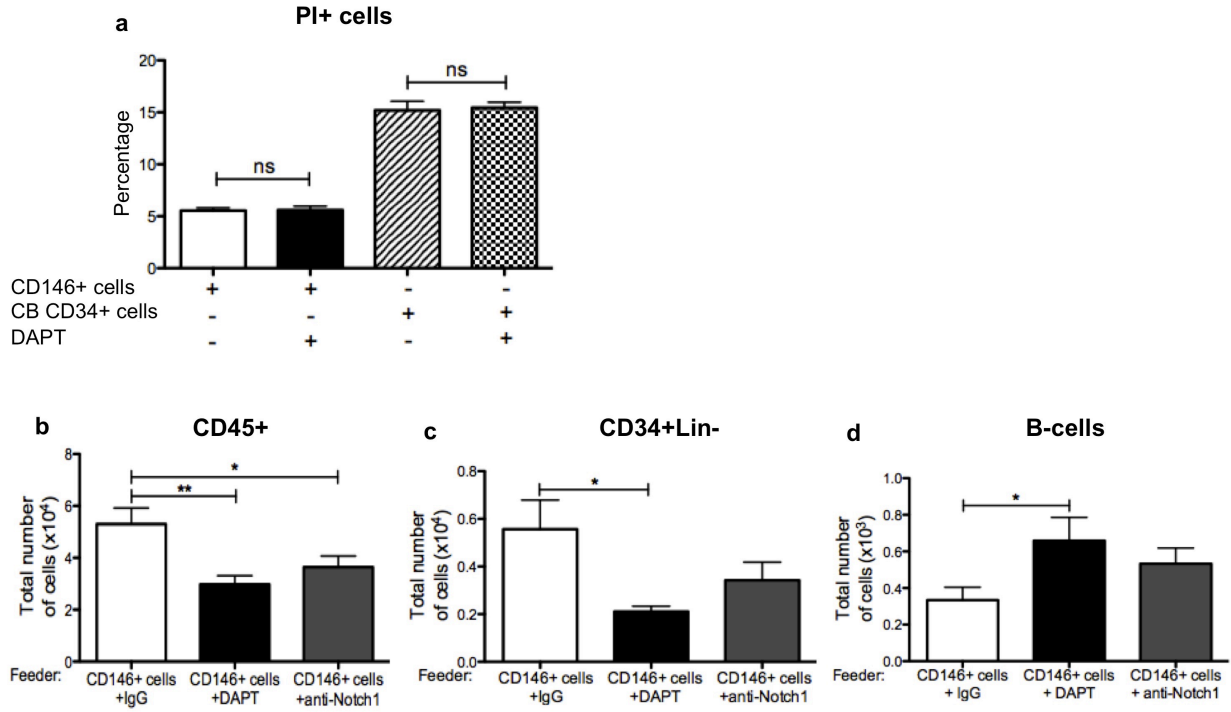 a
PI+ cells
Percentage
20
15
10
5
0
ns
ns
CD146+ cells + + - -
CB CD34+ cells - - + +
DAPT - + - +
b
CD45+
Total number
of cells (x10⁴)
8
6
4
2
0
*
**
Feeder:
CD146+ cells
+IgG
CD146+ cells
+DAPT
CD146+ cells
+anti-Notch1
c
CD34+Lin-
Total number
of cells (x10⁴)
0.8
0.6
0.4
0.2
0.0
*
Feeder:
CD146+ cells
+IgG
CD146+ cells
+DAPT
CD146+ cells
+anti-Notch1
d
B-cells
Total number
of cells (x10³)
1.0
0.8
0.6
0.4
0.2
0.0
*
Feeder:
CD146+ cells
+ IgG
CD146+ cells
+ DAPT
CD146+ cells
+ anti-Notch1